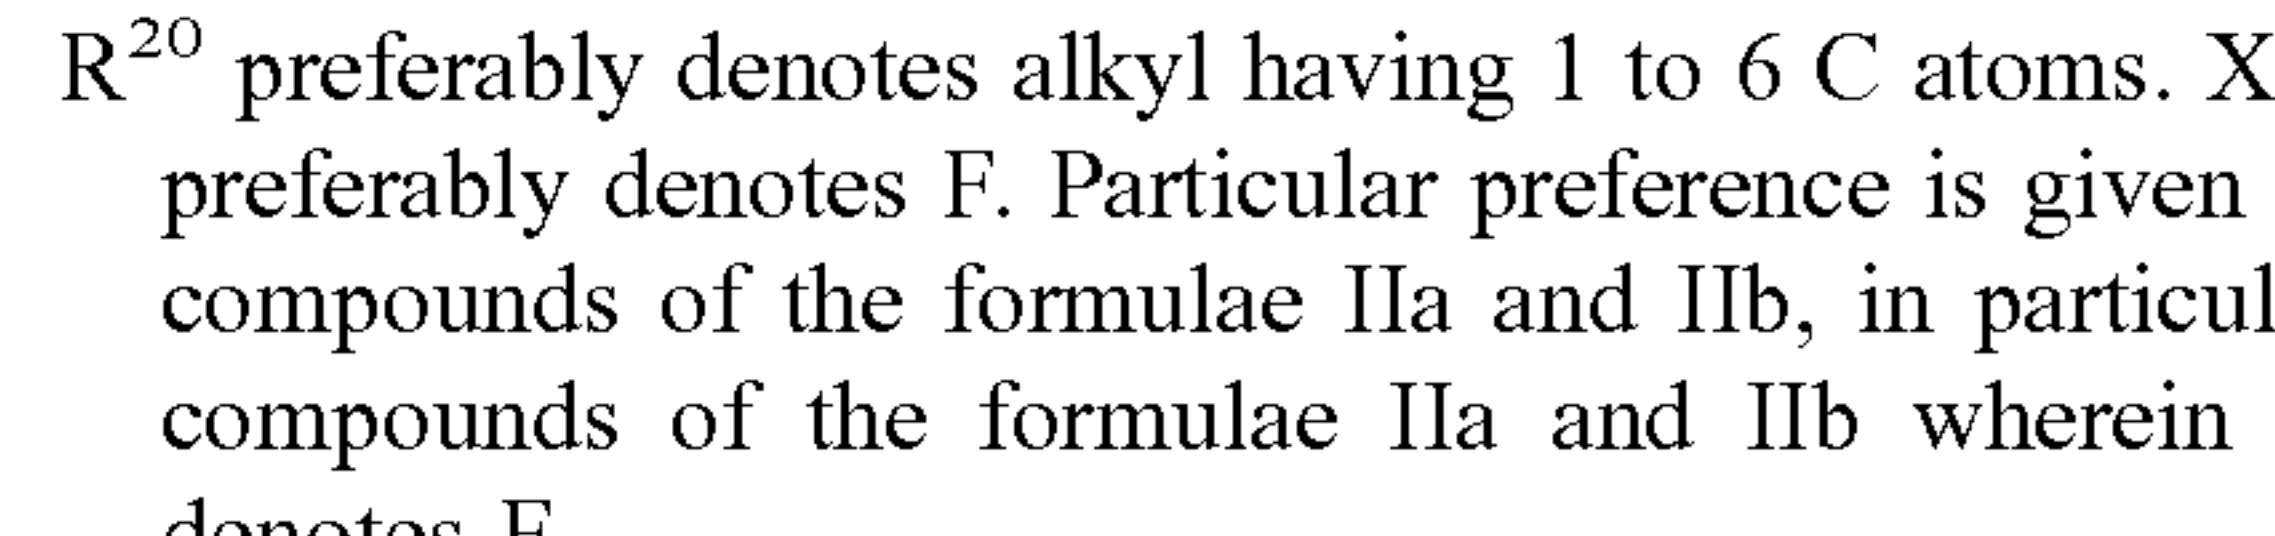 R²⁰ preferably denotes alkyl having 1 to 6 C atoms. X
preferably denotes F. Particular preference is given
compounds of the formulae IIa and IIb, in particul
compounds of the formulae IIa and IIb wherein
denotes F